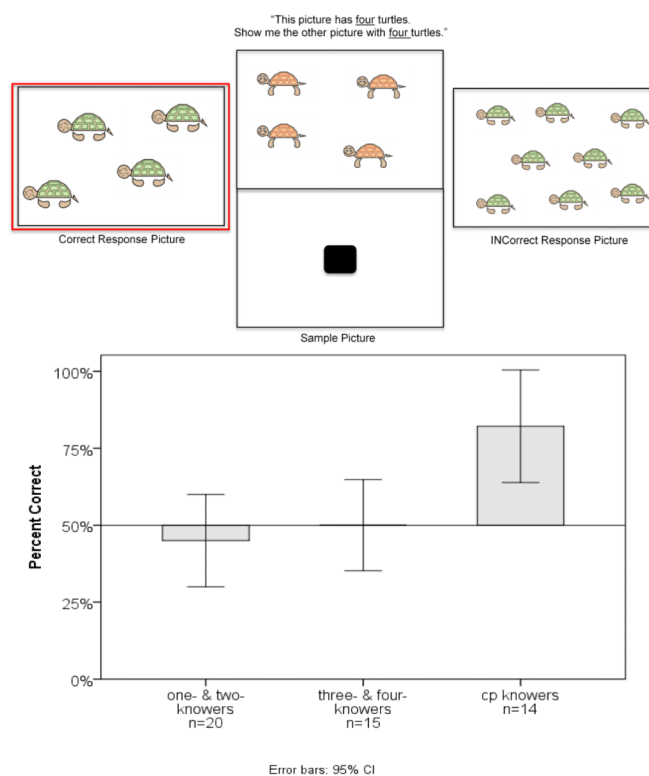 "This picture has four turtles.
Show me the other picture with four turtles."
Correct Response Picture
INCorrect Response Picture
Sample Picture
Percent Correct
100%
75%
50%
25%
0%
one- & two-
knowers
n=20
three- & four-
knowers
n=15
cp knowers
n=14
Error bars: 95% CI